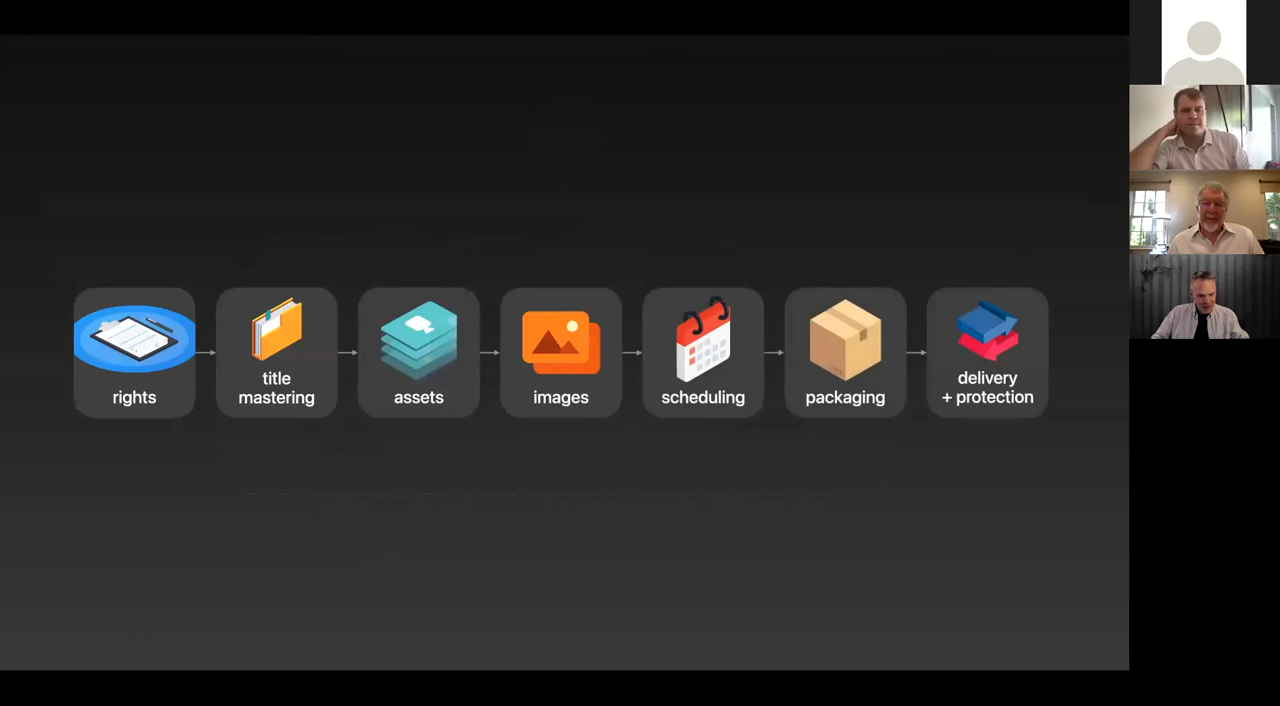 rights
title
mastering
assets
images
scheduling
packaging
delivery
+ protection